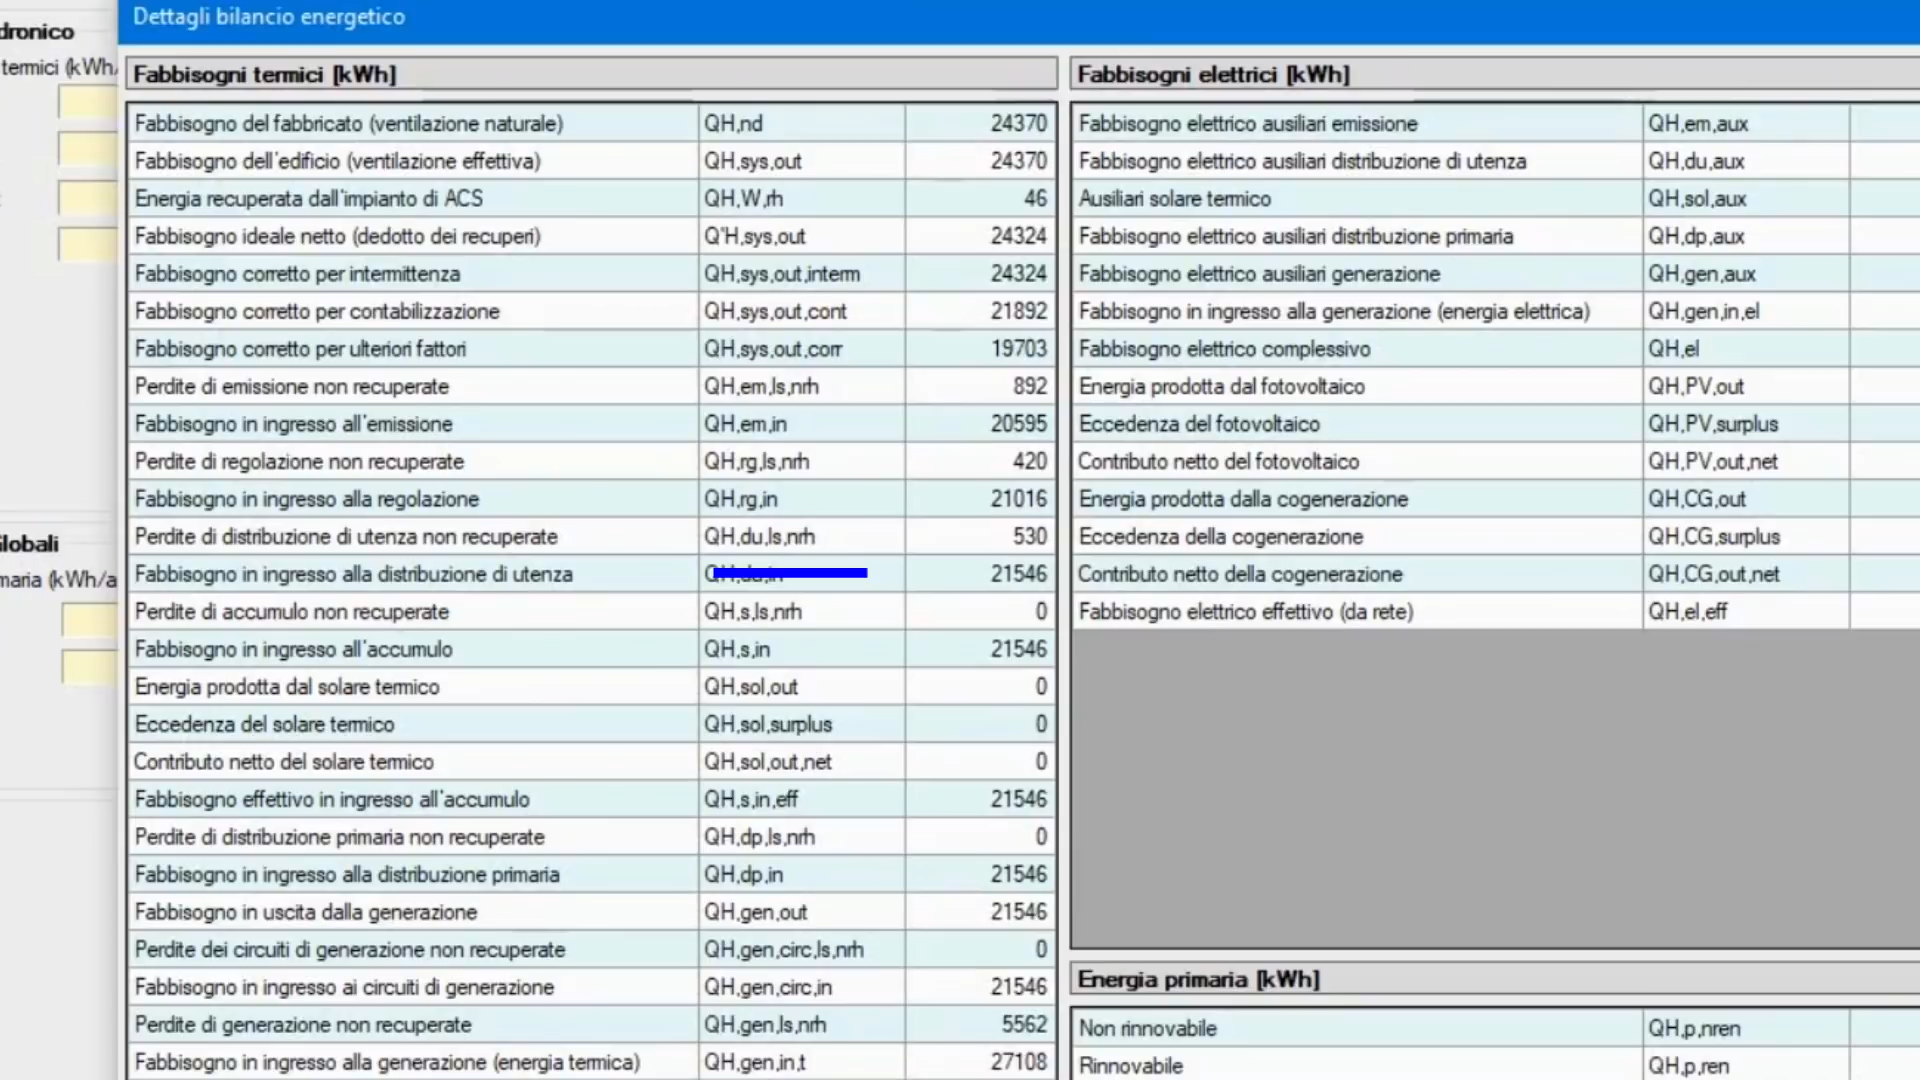 Dettagli bilancio energetico
dronico
termici (kWh/
Globali
maria (kWh/a
Fabbisogni termici [kWh]
Fabbisogno del fabbricato (ventilazione naturale) QH,nd 24370
Fabbisogno dell'edificio (ventilazione effettiva) QH,sys,out 24370
Energia recuperata dall'impianto di ACS QH,W,rh 46
Fabbisogno ideale netto (dedotto dei recuperi) Q'H,sys,out 24324
Fabbisogno corretto per intermittenza QH,sys,out,interm 24324
Fabbisogno corretto per contabilizzazione QH,sys,out,cont 21892
Fabbisogno corretto per ulteriori fattori QH,sys,out,corr 19703
Perdite di emissione non recuperate QH,em,ls,nrh 892
Fabbisogno in ingresso all'emissione QH,em,in 20595
Perdite di regolazione non recuperate QH,rg,ls,nrh 420
Fabbisogno in ingresso alla regolazione QH,rg,in 21016
Perdite di distribuzione di utenza non recuperate QH,du,ls,nrh 530
Fabbisogno in ingresso alla distribuzione di utenza QH,du,in 21546
Perdite di accumulo non recuperate QH,s,ls,nrh 0
Fabbisogno in ingresso all'accumulo QH,s,in 21546
Energia prodotta dal solare termico QH,sol,out 0
Eccedenza del solare termico QH,sol,surplus 0
Contributo netto del solare termico QH,sol,out,net 0
Fabbisogno effettivo in ingresso all'accumulo QH,s,in,eff 21546
Perdite di distribuzione primaria non recuperate QH,dp,ls,nrh 0
Fabbisogno in ingresso alla distribuzione primaria QH,dp,in 21546
Fabbisogno in uscita dalla generazione QH,gen,out 21546
Perdite dei circuiti di generazione non recuperate QH,gen,circ,ls,nrh 0
Fabbisogno in ingresso ai circuiti di generazione QH,gen,circ,in 21546
Perdite di generazione non recuperate QH,gen,ls,nrh 5562
Fabbisogno in ingresso alla generazione (energia termica) QH,gen,in,t 27108
Fabbisogni elettrici [kWh]
Fabbisogno elettrico ausiliari emissione QH,em,aux
Fabbisogno elettrico ausiliari distribuzione di utenza QH,du,aux
Ausiliari solare termico QH,sol,aux
Fabbisogno elettrico ausiliari distribuzione primaria QH,dp,aux
Fabbisogno elettrico ausiliari generazione QH,gen,aux
Fabbisogno in ingresso alla generazione (energia elettrica) QH,gen,in,el
Fabbisogno elettrico complessivo QH,el
Energia prodotta dal fotovoltaico QH,PV,out
Eccedenza del fotovoltaico QH,PV,surplus
Contributo netto del fotovoltaico QH,PV,out,net
Energia prodotta dalla cogenerazione QH,CG,out
Eccedenza della cogenerazione QH,CG,surplus
Contributo netto della cogenerazione QH,CG,out,net
Fabbisogno elettrico effettivo (da rete) QH,el,eff
Energia primaria [kWh]
Non rinnovabile QH,p,nren
Rinnovabile QH,p,ren